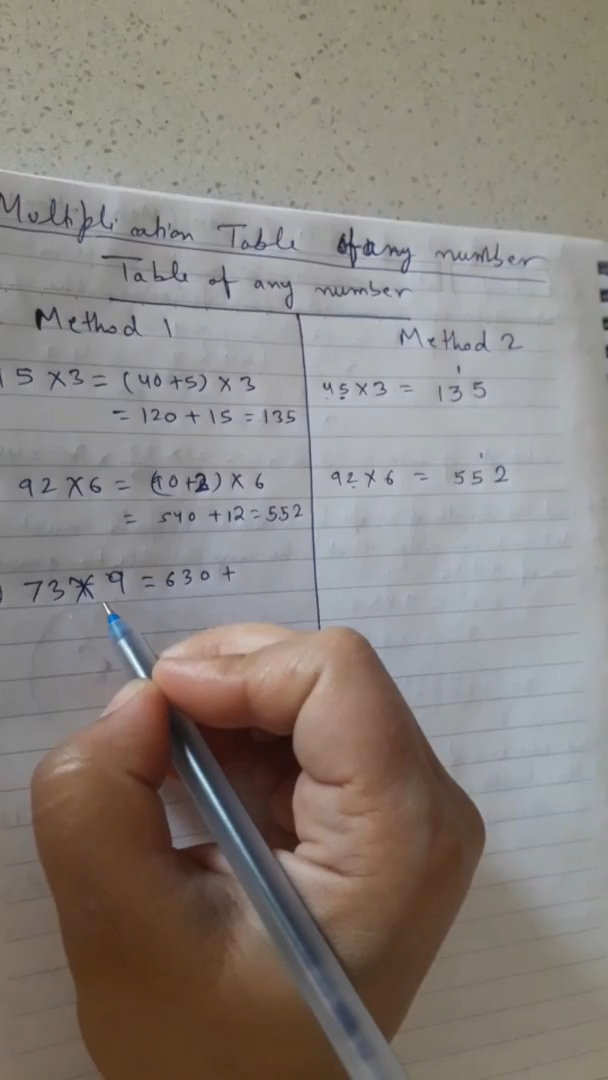 Multiplication Table of any number
Table of any number
Method 1
5 × 3 = (40+5) × 3
= 120 + 15 = 135
92 × 6 = (90+2) × 6
= 540 + 12 = 552
73 × 9 = 630 +
Method 2
45 × 3 = 135
1
92 × 6 = 552
1